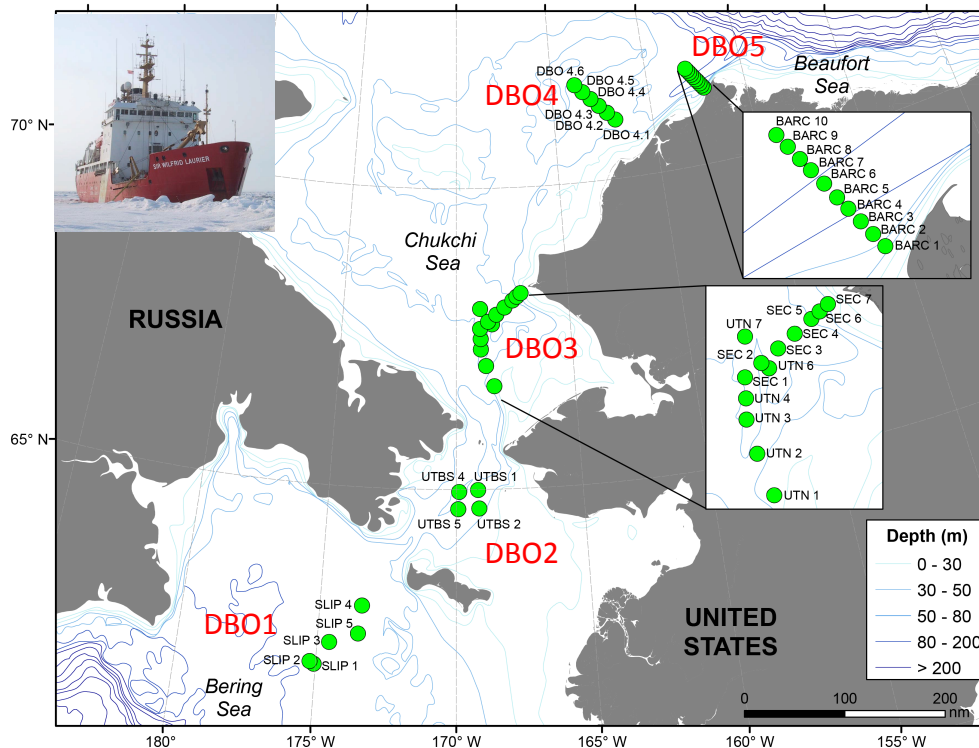 SIR WILFRID LAURIER
DBO5
Beaufort
Sea
DBO4
DBO 4.6
DBO 4.5
DBO 4.4
DBO 4.3
DBO 4.2
DBO 4.1
70° N
BARC 10
BARC 9
BARC 8
BARC 7
BARC 6
BARC 5
BARC 4
BARC 3
BARC 2
BARC 1
Chukchi
Sea
RUSSIA
DBO3
SEC 7
SEC 5
SEC 6
UTN 7
SEC 4
SEC 3
SEC 2
UTN 6
SEC 1
UTN 4
UTN 3
UTN 2
UTN 1
65° N
UTBS 4
UTBS 1
UTBS 5
UTBS 2
DBO2
DBO1
SLIP 4
SLIP 5
SLIP 3
SLIP 2
SLIP 1
Bering
Sea
UNITED
STATES
Depth (m)
0 - 30
30 - 50
50 - 80
80 - 200
> 200
0 100 200
nm
180° 175° W 170° W 165° W 160° W 155° W